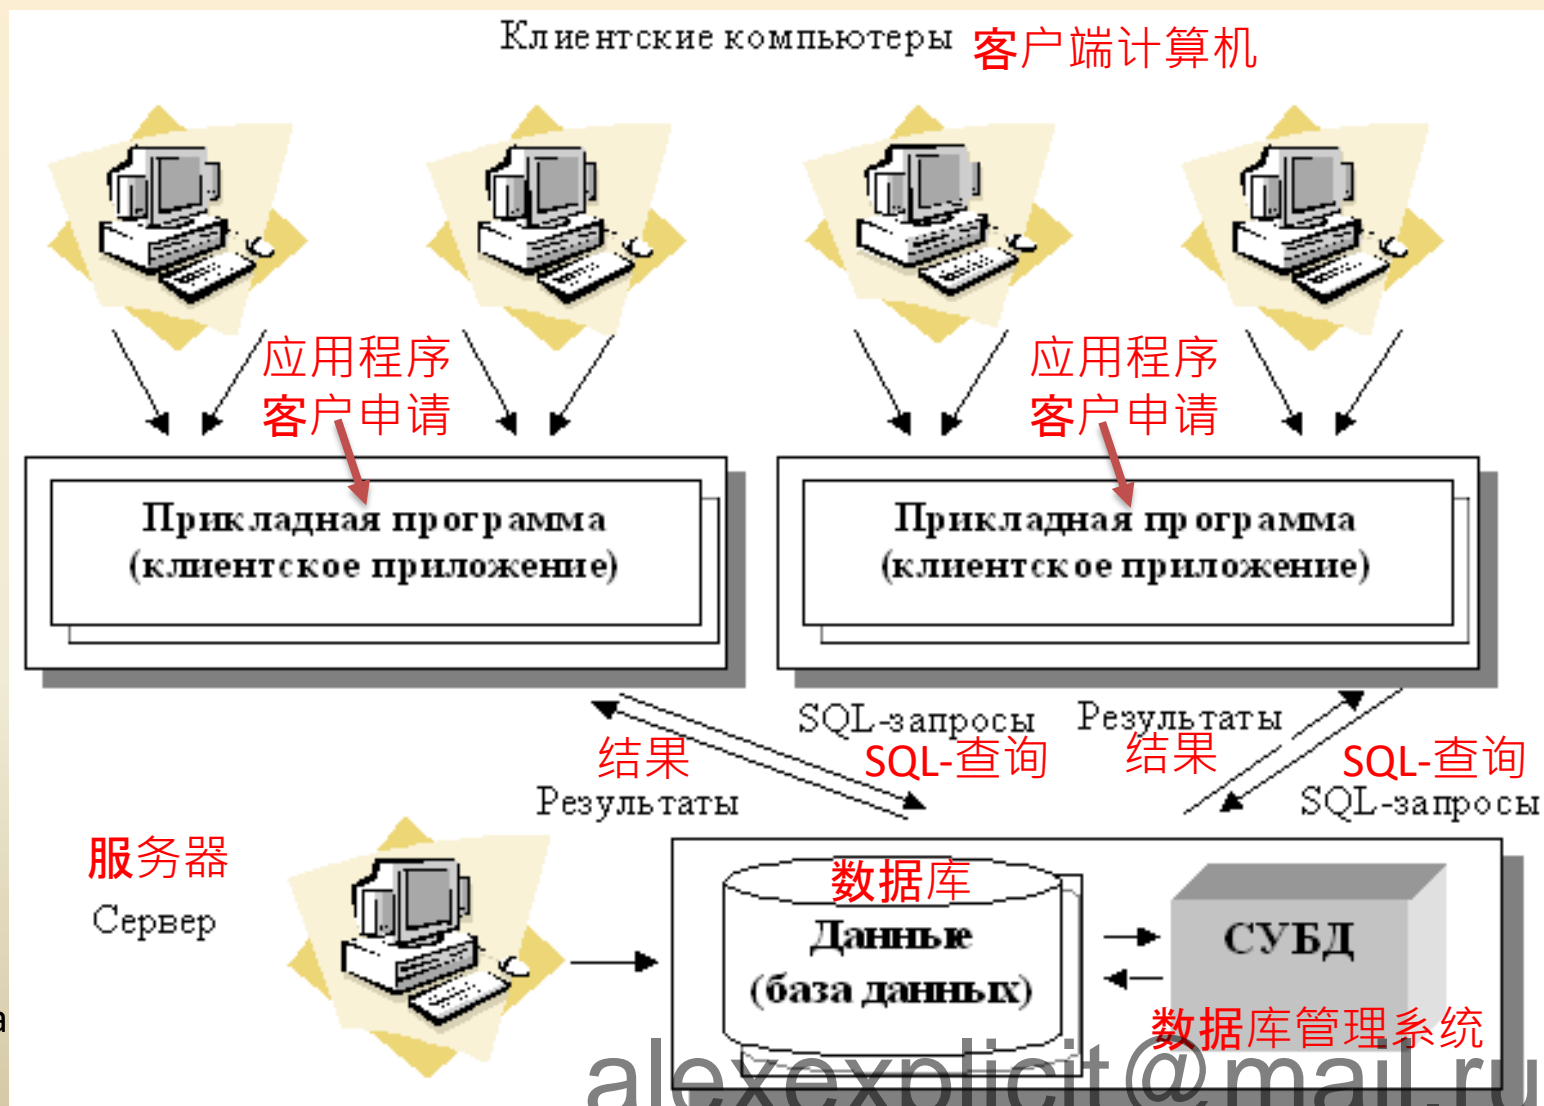 Клиентские компьютеры 客户端计算机
应用程序
客户申请
应用程序
客户申请
Прикладная программа
(клиентское приложение)
Прикладная программа
(клиентское приложение)
SQL-запросы
Результаты
结果
SQL-查询
结果
SQL-查询
Результаты
SQL-запросы
服务器
Сервер
数据库
Данные
(база данных)
СУБД
数据库管理系统
a
alexexplicit@mail.ru